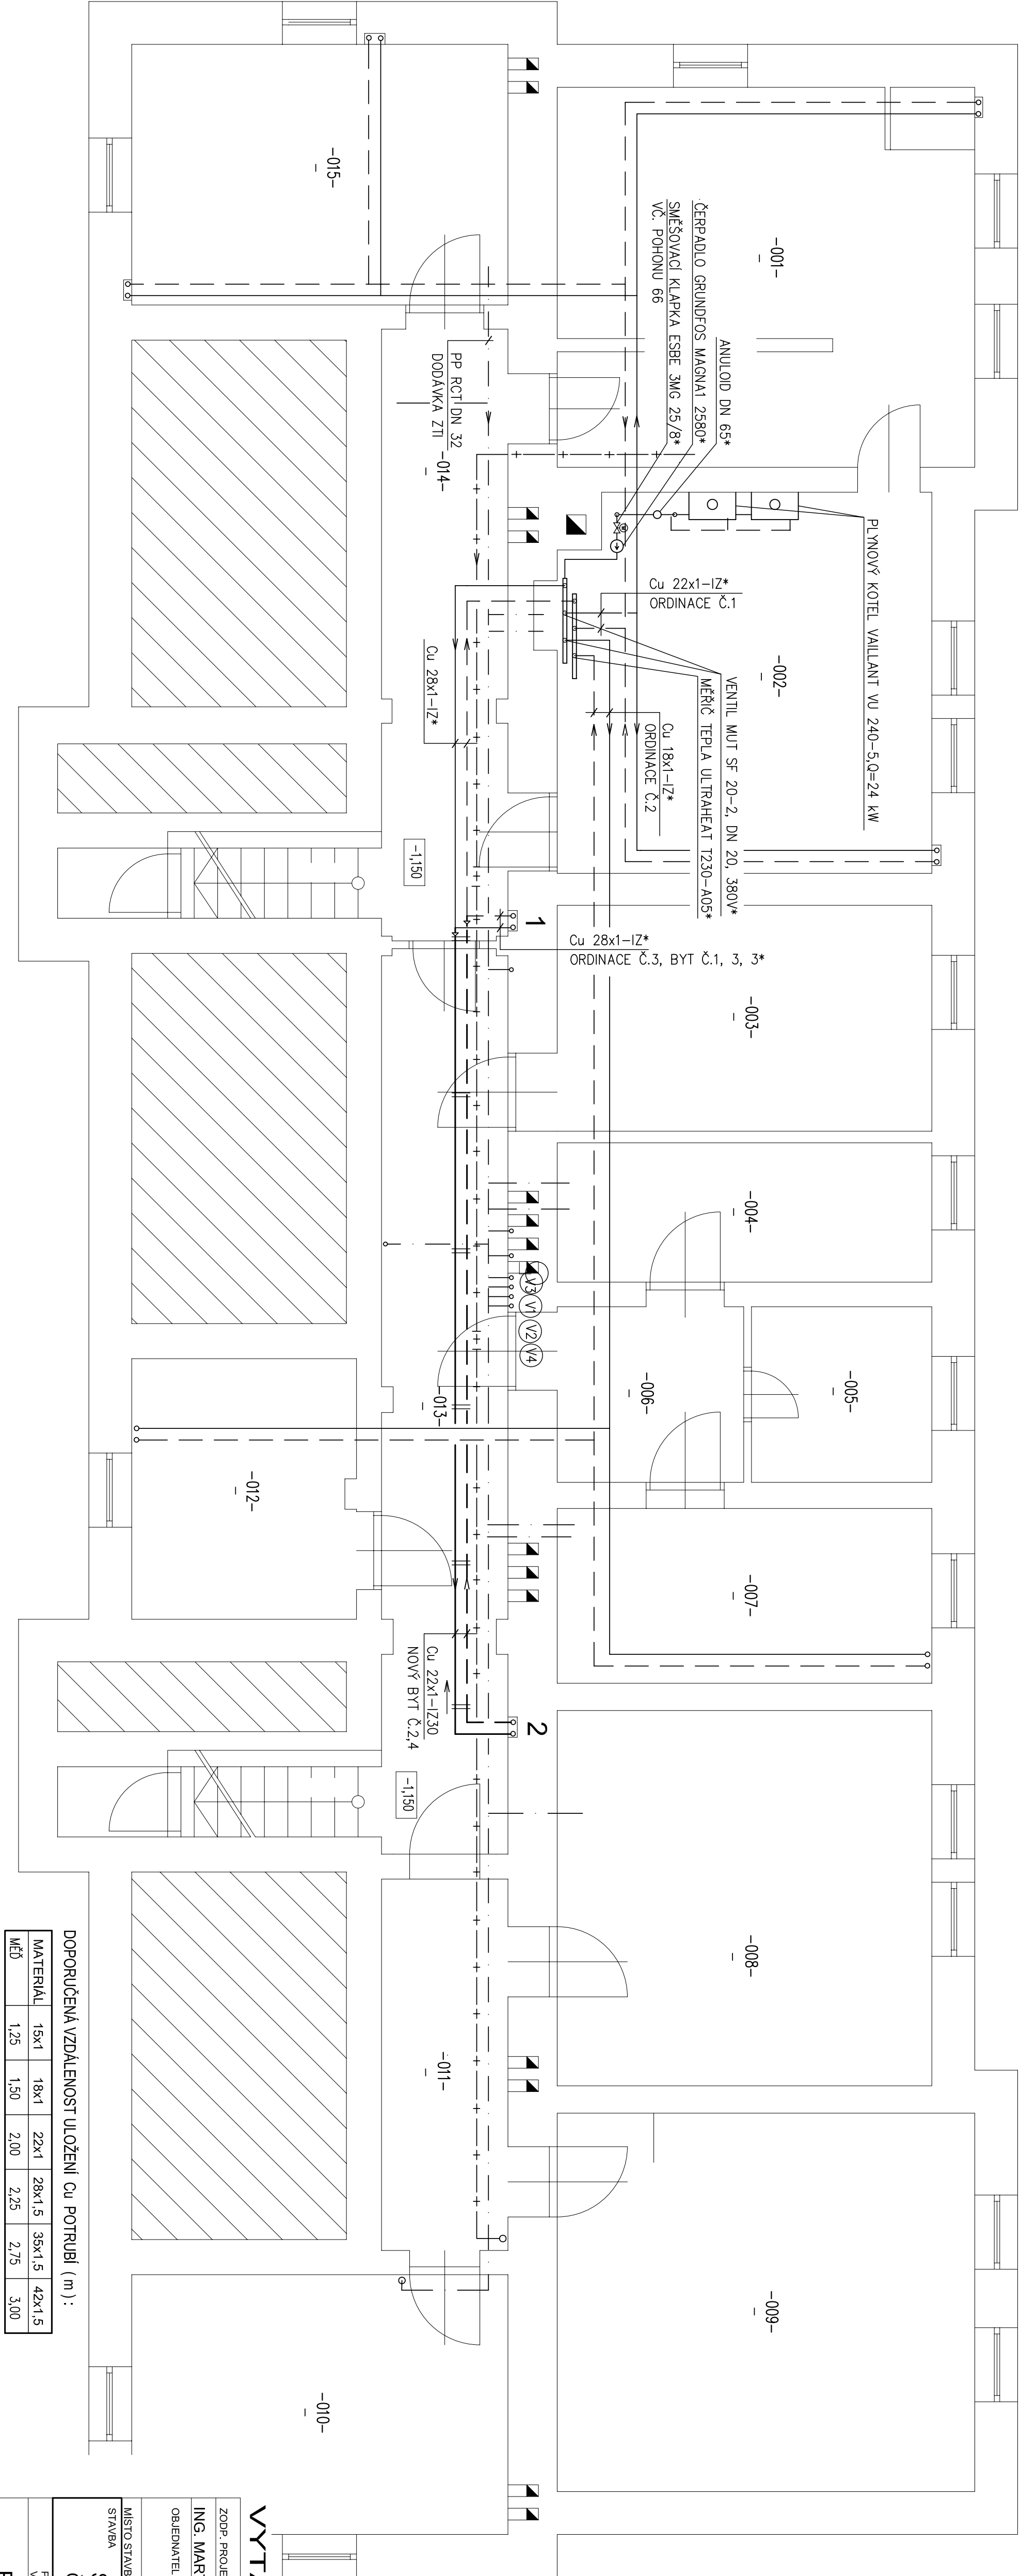 -001-
-002-
-003-
-004-
-005-
-006-
-007-
-008-
-009-
-010-
-011-
-012-
-013-
-014-
-015-
ANULOID DN 65*
ČERPADLO GRUNDFOS MAGNA1 2580*
SMĚŠOVACÍ KLAPKA ESBE 3MG 25/8*
VČ. POHONU 66
PLYNOVÝ KOTEL VAILLANT VU 240-5,Q=24 kW
VENTIL MUT SF 20-2, DN 20, 380V*
MĚŘIČ TEPLA ULTRAHEAT T230-A05*
Cu 22x1-IZ*
ORDINACE Č.1
Cu 18x1-IZ*
ORDINACE Č.2
PP RCT DN 32
DODÁVKA ZTI
Cu 28x1-IZ*
-1,150
1
Cu 28x1-IZ*
ORDINACE Č.3, BYT Č.1, 3, 3*
V3
V1
V2
V4
Cu 22x1-IZ30
NOVÝ BYT Č.2,4
2
-1,150
M
DOPORUČENÁ VZDÁLENOST ULOŽENÍ Cu POTRUBÍ ( m ) :
MATERIÁL 15x1 18x1 22x1 28x1,5 35x1,5 42x1,5
MĚĎ 1,25 1,50 2,00 2,25 2,75 3,00
ZODP. PROJE
OBJEDNATEL
STAVBA